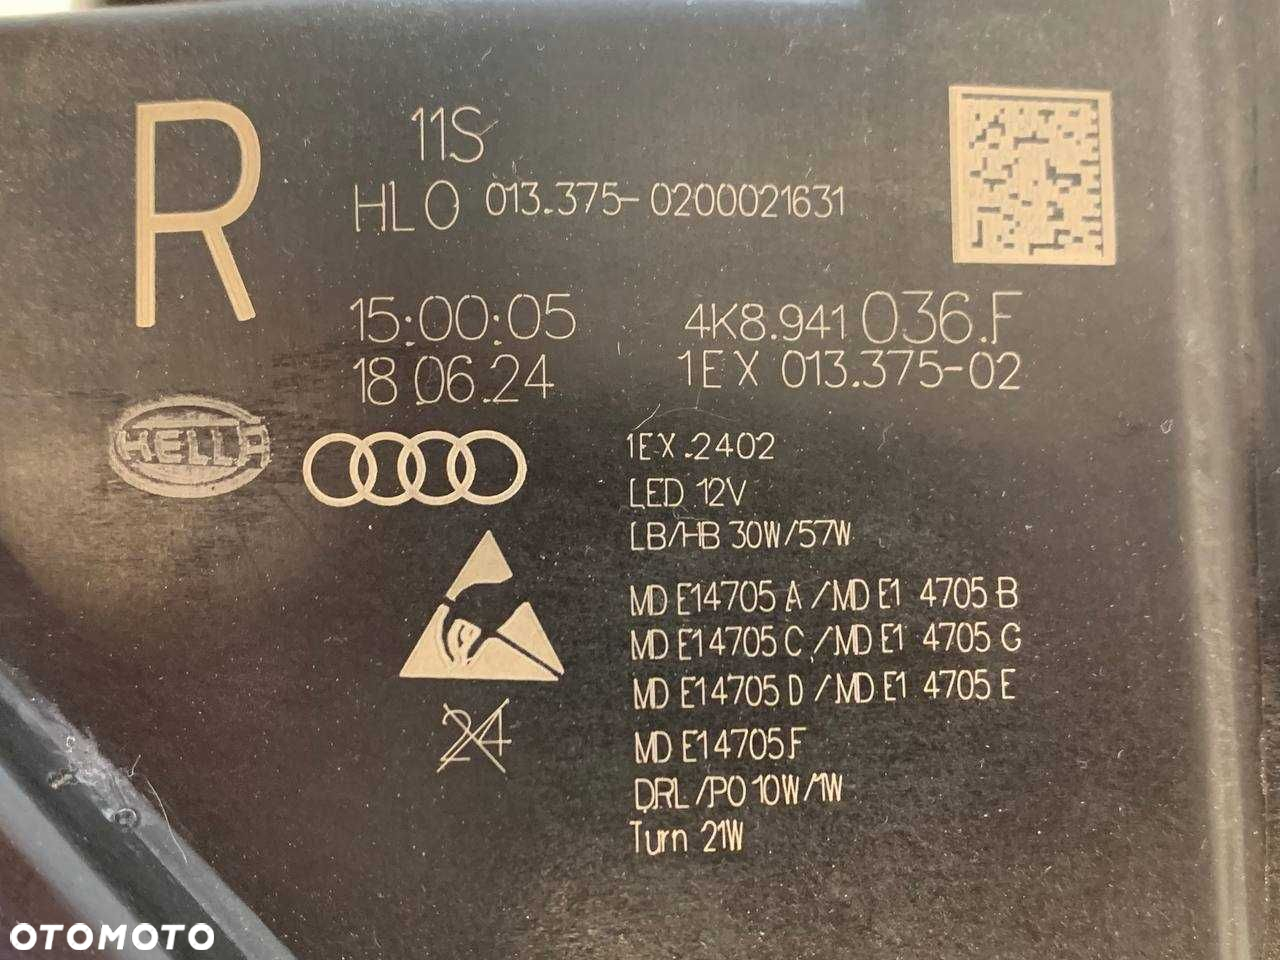 R
11S
HLO 013.375-0200021631
15:00:05
18.06.24
4K8.941 036.F
1EX 013.375-02
HELLA
1EX.2402
LED 12V
LB/HB 30W/57W
MD E14705 A /MD E1 4705 B
MD E14705 C /MD E1 4705 G
MD E14705 D /MD E1 4705 E
MD E14705F
24
DRL/PO 10W/1W
Turn 21W
OTOMOTO